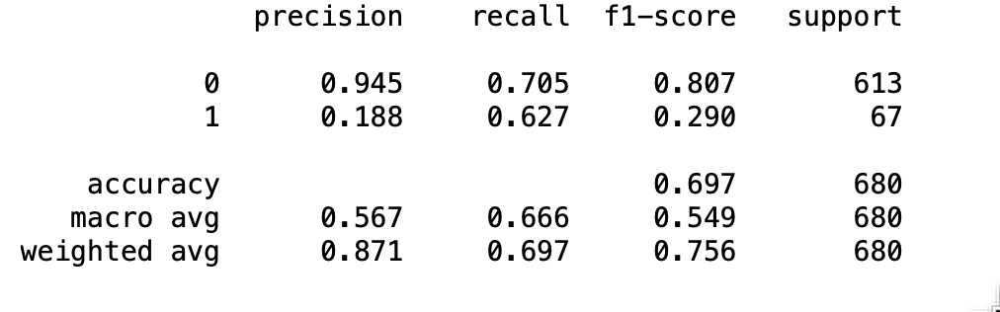 precision recall f1-score support
0 0.945 0.705 0.807 613
1 0.188 0.627 0.290 67
accuracy 0.697 680
macro avg 0.567 0.666 0.549 680
weighted avg 0.871 0.697 0.756 680